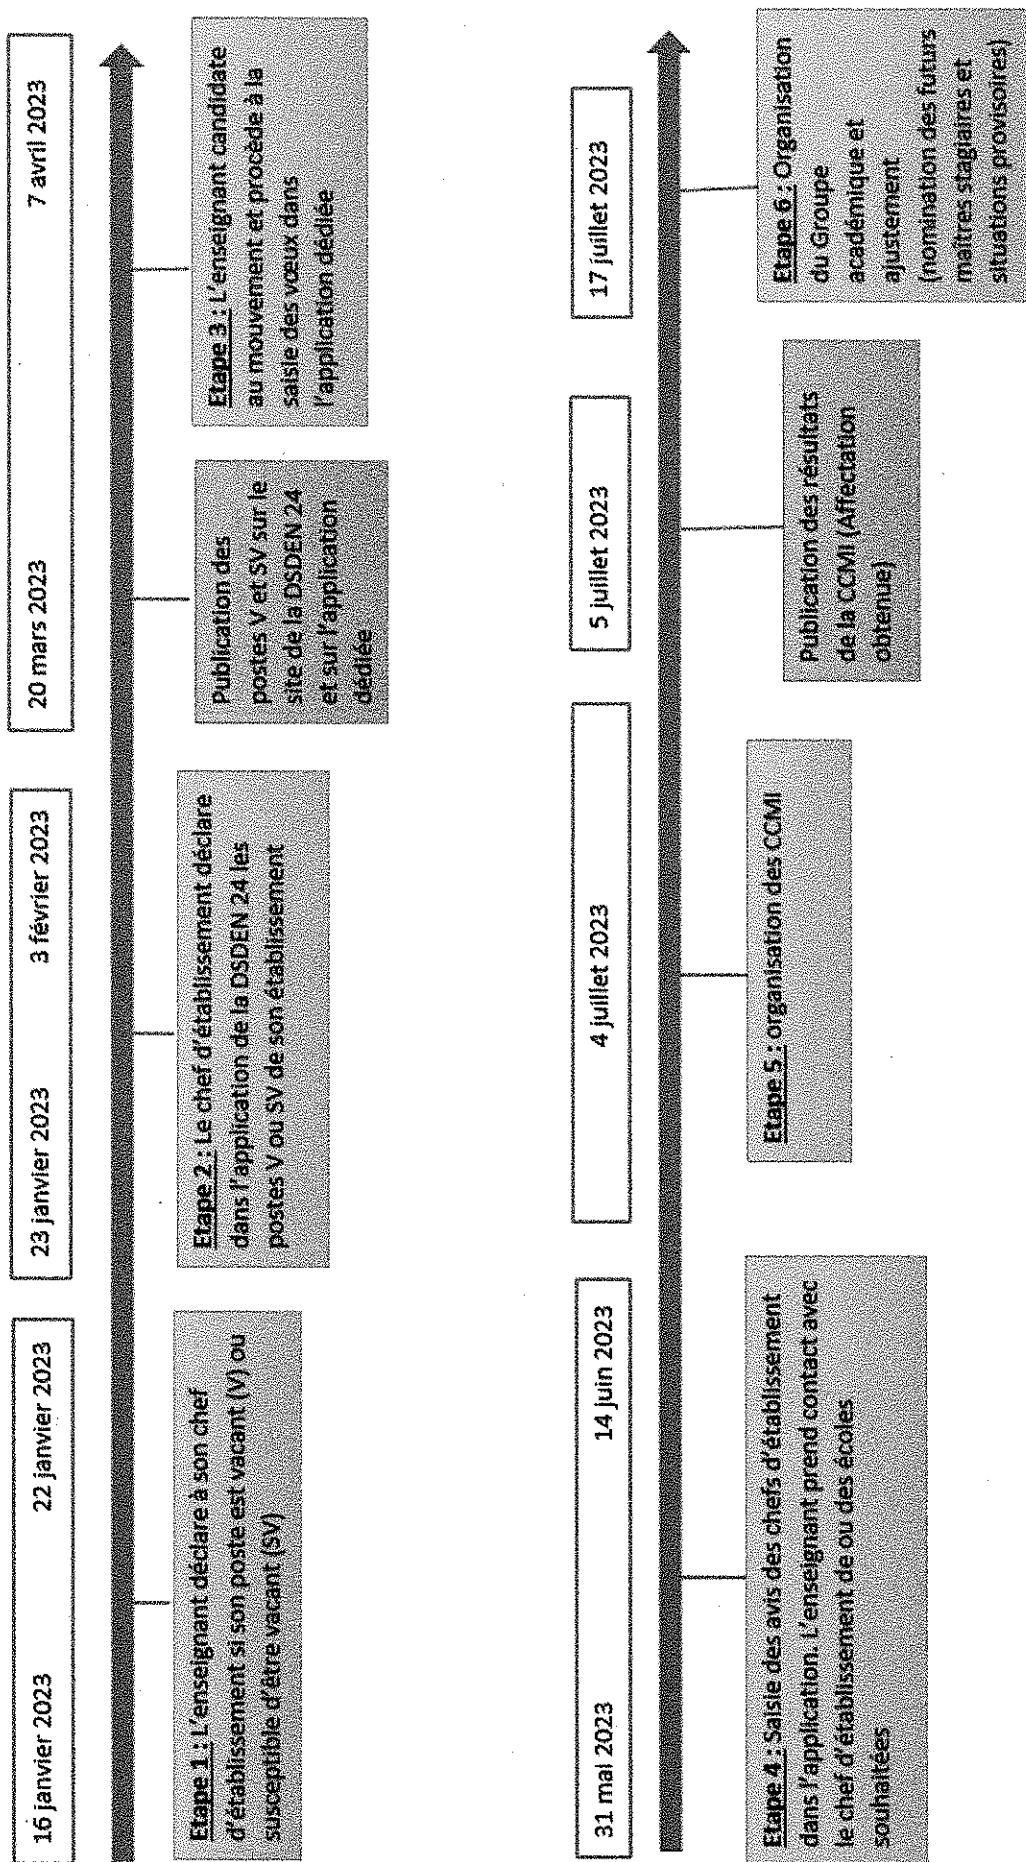 16 janvier 2023 22 janvier 2023
23 janvier 2023 3 février 2023
20 mars 2023 7 avril 2023
Etape 1 : L'enseignant déclare à son chef
d'établissement si son poste est vacant (V) ou
susceptible d'être vacant (SV)
Etape 2 : Le chef d'établissement déclare
dans l'application de la DSDEN 24 les
postes V ou SV de son établissement
Publication des
postes V et SV sur le
site de la DSDEN 24
et sur l'application
dédiée
Etape 3 : L'enseignant candidate
au mouvement et procède à la
saisie des vœux dans
l'application dédiée
31 mai 2023 14 juin 2023
4 juillet 2023
5 juillet 2023
17 juillet 2023
Etape 4 : Saisie des avis des chefs d'établissement
dans l'application. L'enseignant prend contact avec
le chef d'établissement de ou des écoles
souhaitées
Etape 5 : organisation des CCMI
Publication des résultats
de la CCMI (Affectation
obtenue)
Etape 6 : Organisation
du Groupe
académique et
ajustement
(nomination des futurs
maîtres stagiaires et
situations provisoires)